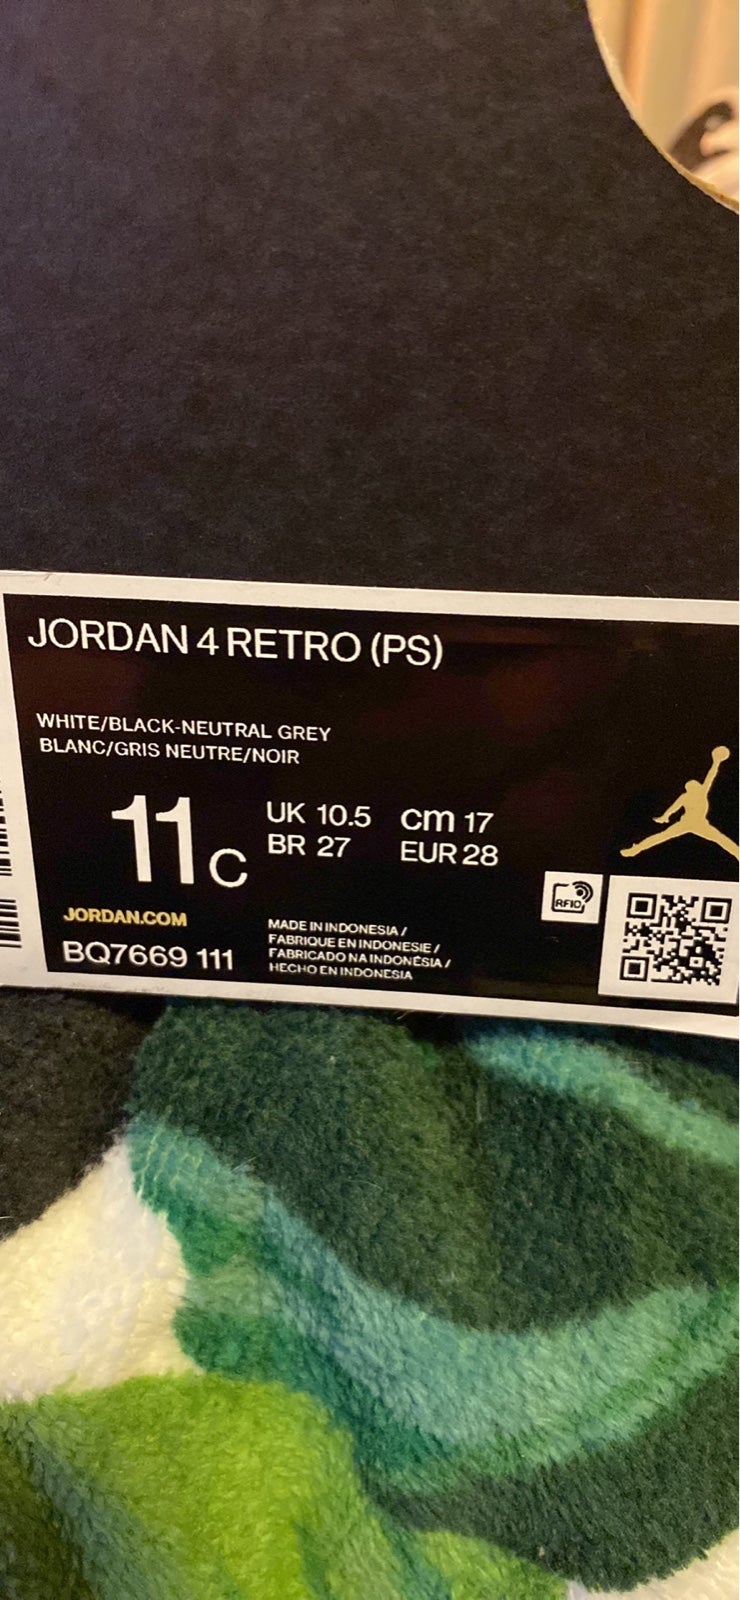 JORDAN 4 RETRO (PS)
WHITE/BLACK-NEUTRAL GREY
BLANC/GRIS NEUTRE/NOIR
11C
UK 10.5 cm 17
BR 27 EUR 28
RFID
JORDAN.COM
BQ7669 111
MADE IN INDONESIA /
FABRIQUE EN INDONESIE /
FABRICADO NA INDONÉSIA /
HECHO EN INDONESIA